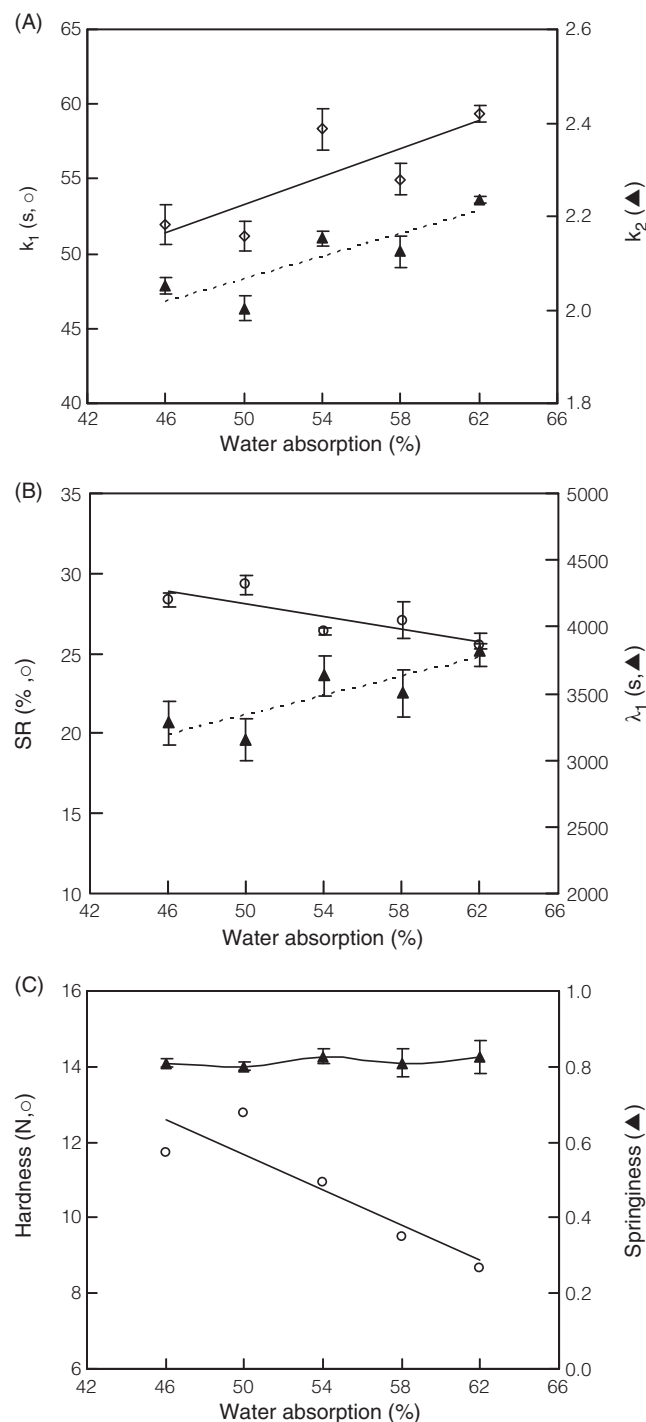 (A)
65
60
55
50
45
40
k₁ (s, ○)
2.6
2.4
2.2
2.0
1.8
k₂ (▲)
42 46 50 54 58 62 66
Water absorption (%)
(B)
35
30
25
20
15
10
SR (% ,○)
5000
4500
4000
3500
3000
2500
2000
λ₁ (s,▲)
42 46 50 54 58 62 66
Water absorption (%)
(C)
16
14
12
10
8
6
Hardness (N,○)
1.0
0.8
0.6
0.4
0.2
0.0
Springiness (▲)
42 46 50 54 58 62 66
Water absorption (%)